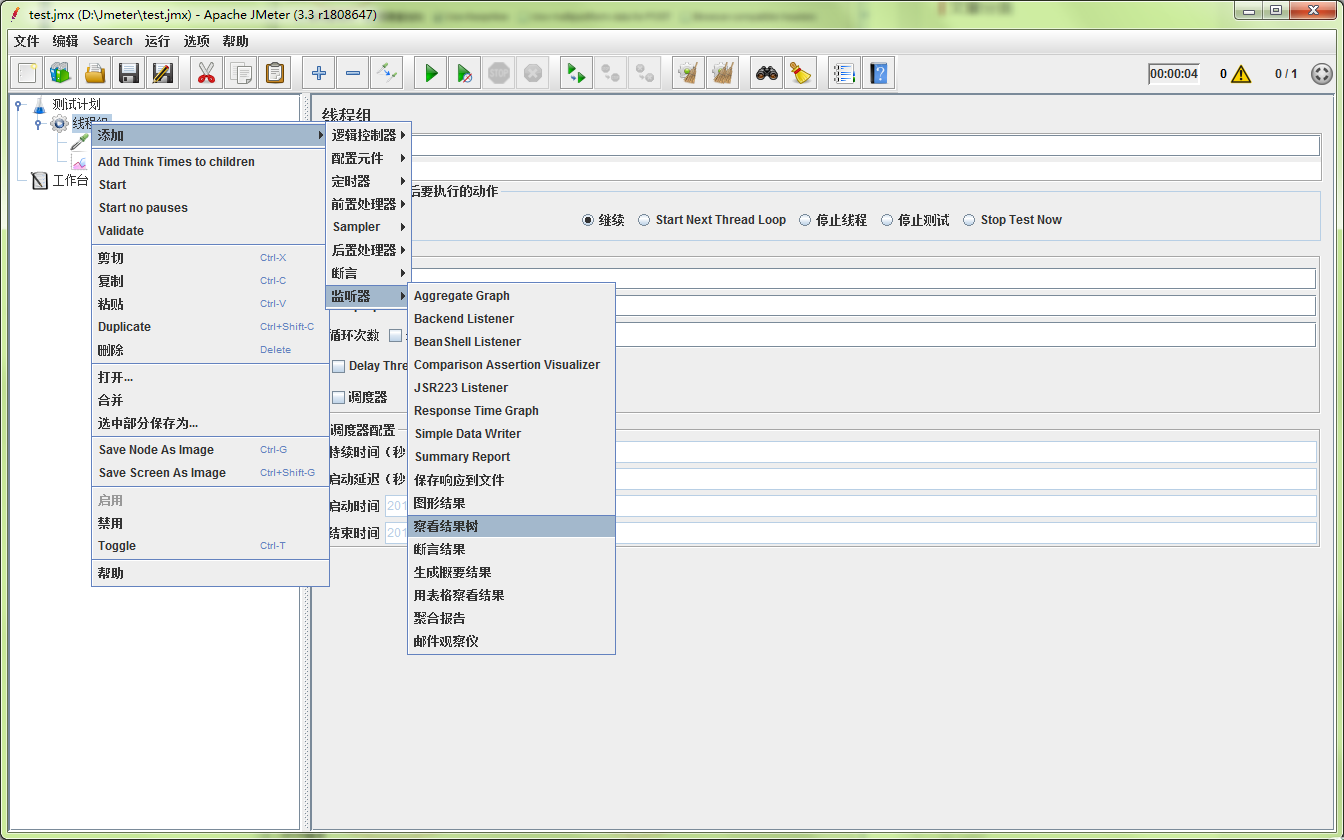 test.jmx (D:\Jmeter\test.jmx) - Apache JMeter (3.3 r1808647)
文件 编辑 Search 运行 选项 帮助
00:00:04 0 0 / 1
测试计划
线程组
工作台
添加
Add Think Times to children
Start
Start no pauses
Validate
剪切 Ctrl-X
复制 Ctrl-C
粘贴 Ctrl-V
Duplicate Ctrl+Shift-C
删除 Delete
打开...
合并
选中部分保存为...
Save Node As Image Ctrl-G
Save Screen As Image Ctrl+Shift-G
启用
禁用
Toggle Ctrl-T
帮助
逻辑控制器
配置元件
定时器
前置处理器
Sampler
后置处理器
断言
监听器
Aggregate Graph
Backend Listener
BeanShell Listener
Comparison Assertion Visualizer
JSR223 Listener
Response Time Graph
Simple Data Writer
Summary Report
保存响应到文件
图形结果
察看结果树
断言结果
生成概要结果
用表格察看结果
聚合报告
邮件观察仪
线程组
后要执行的动作
继续 Start Next Thread Loop 停止线程 停止测试 Stop Test Now
循环次数
Delay Thre
调度器
调度器配置
持续时间（秒
启动延迟（秒
启动时间 201
结束时间 201